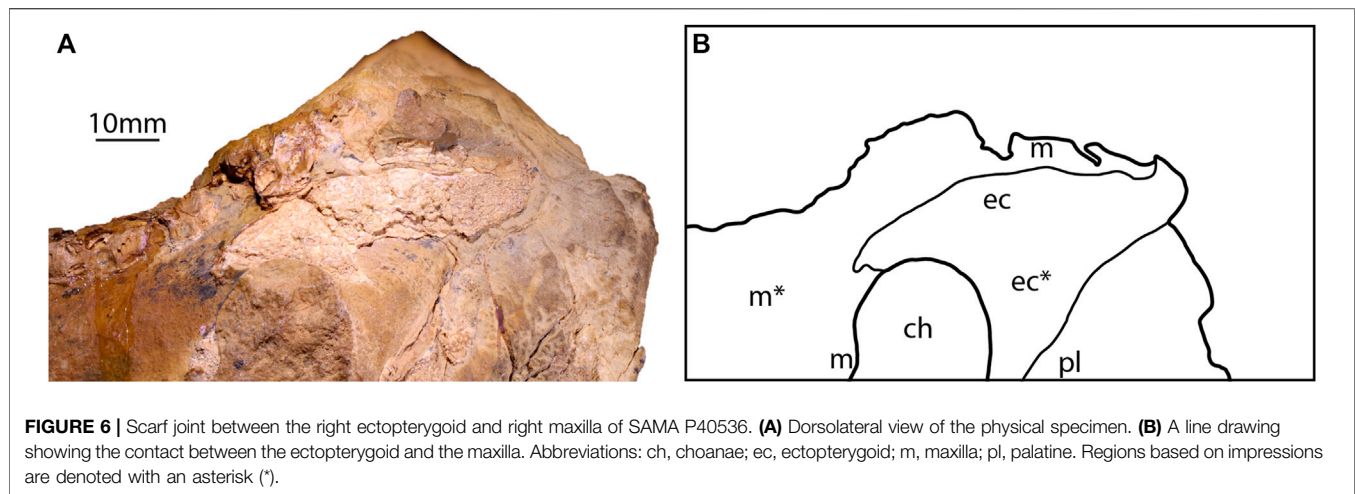 A
10mm
B
m
ec
m*
ec*
ch
m
pl
FIGURE 6 | Scarf joint between the right ectopterygoid and right maxilla of SAMA P40536. (A) Dorsolateral view of the physical specimen. (B) A line drawing
showing the contact between the ectopterygoid and the maxilla. Abbreviations: ch, choanae; ec, ectopterygoid; m, maxilla; pl, palatine. Regions based on impressions
are denoted with an asterisk (*).